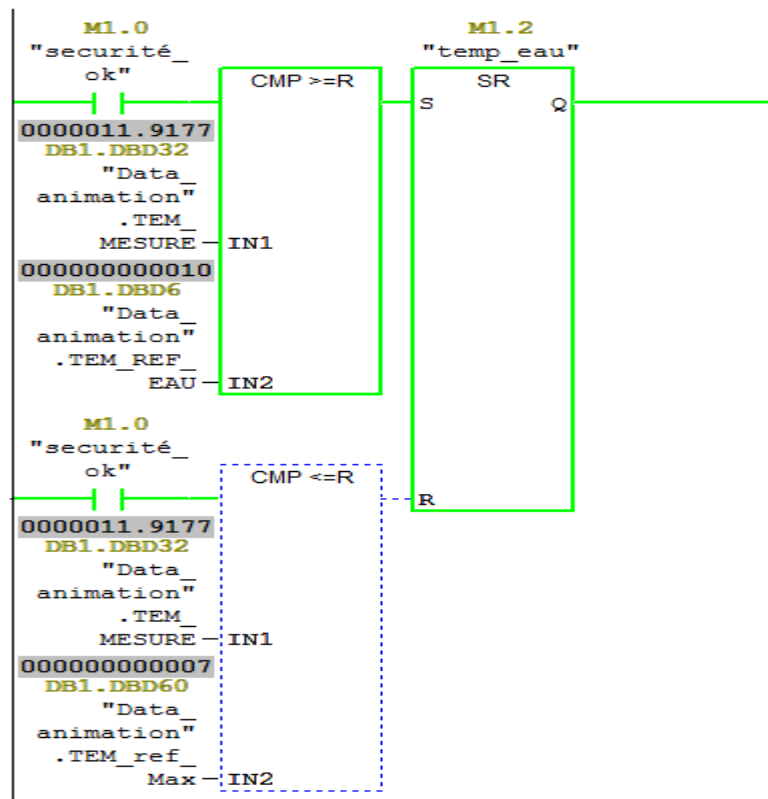 M1.0
"securité_
ok"
CMP >=R
0000011.9177
DB1.DBD32
"Data_
animation"
.TEM_
MESURE
IN1
000000000010
DB1.DBD6
"Data_
animation"
.TEM_REF_
EAU
IN2
M1.2
"temp_eau"
SR
S
Q
M1.0
"securité_
ok"
CMP <=R
R
0000011.9177
DB1.DBD32
"Data_
animation"
.TEM_
MESURE
IN1
000000000007
DB1.DBD60
"Data_
animation"
.TEM_ref_
Max
IN2